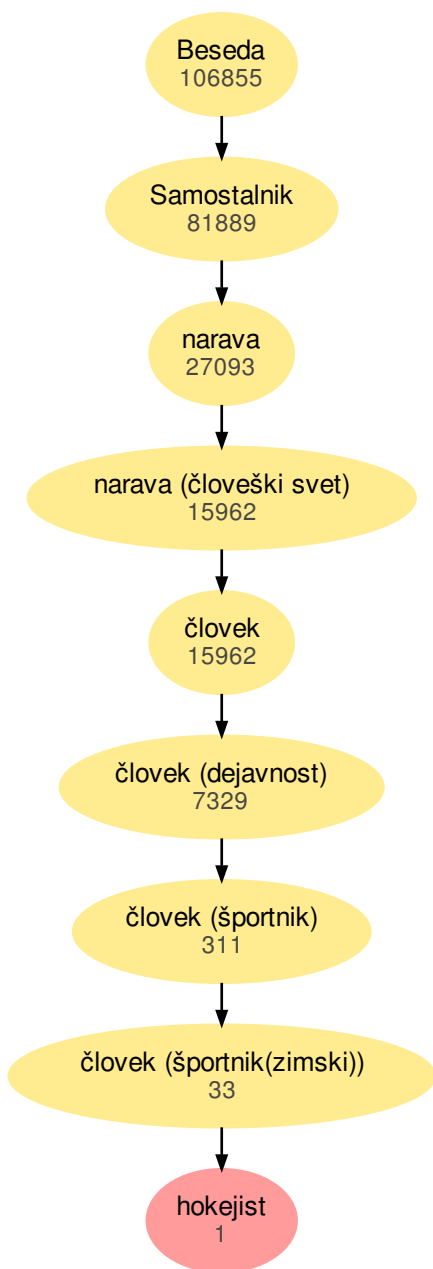 Beseda
106855
Samostalnik
81889
narava
27093
narava (človeški svet)
15962
človek
15962
človek (dejavnost)
7329
človek (športnik)
311
človek (športnik(zimski))
33
hokejist
1